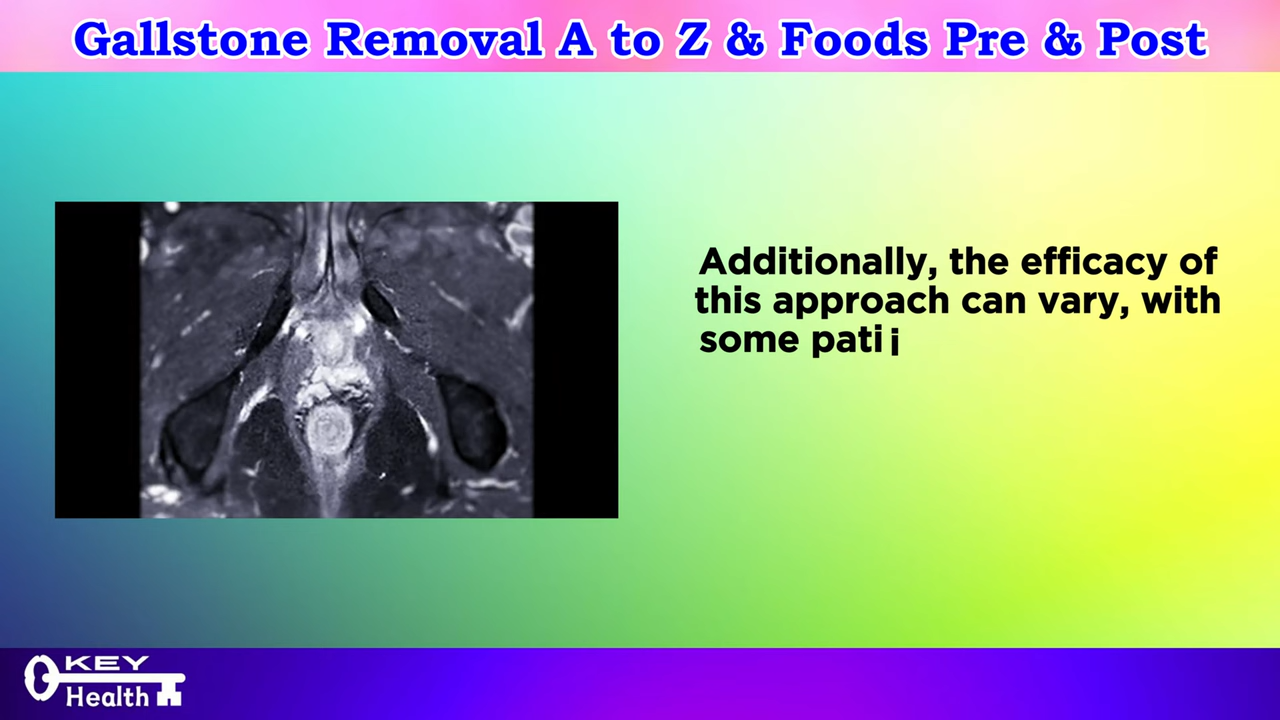 Gallstone Removal A to Z & Foods Pre & Post
Additionally, the efficacy of
this approach can vary, with
some pati
KEY
Health